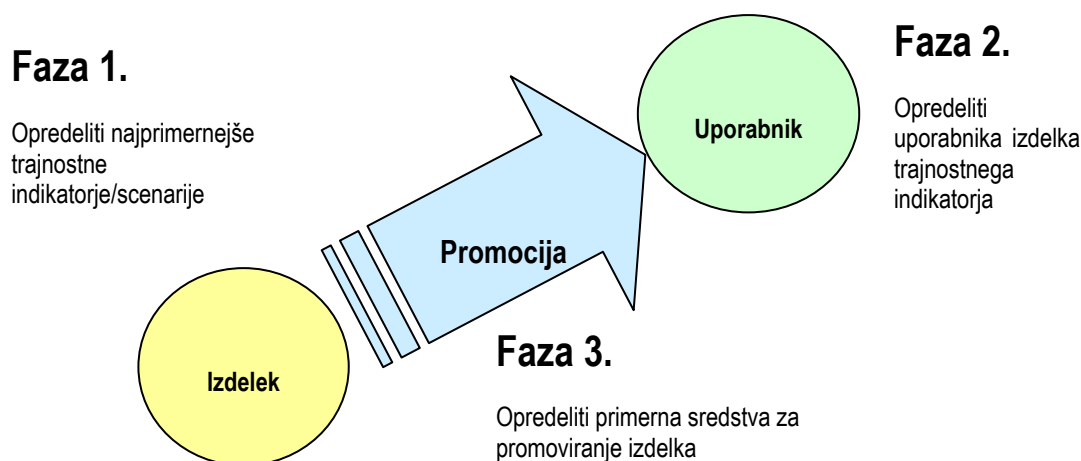 Faza 1.
Opredeliti najprimernejše
trajnostne
indikatorje/scenarije
Faza 2.
Opredeliti
uporabnika izdelka
trajnostnega
indikatorja
Uporabnik
Promocija
Izdelek
Faza 3.
Opredeliti primerna sredstva za
promoviranje izdelka